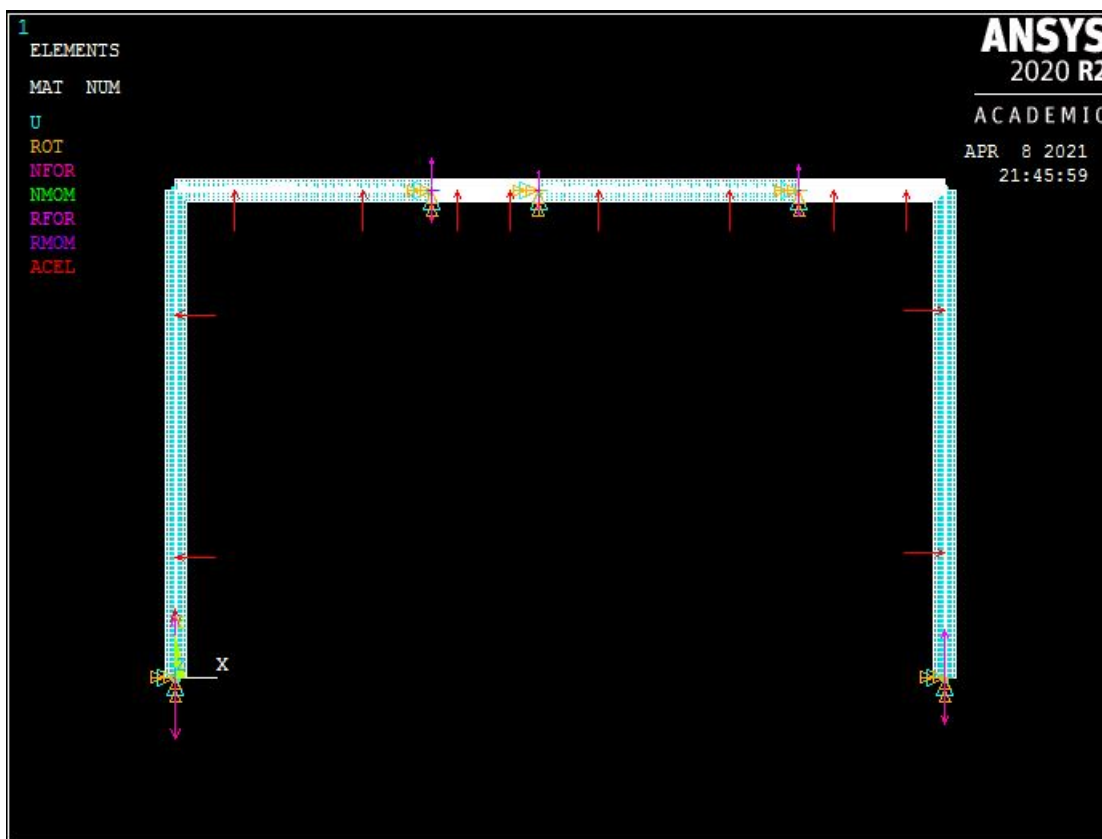 1
ELEMENTS
MAT NUM
U
ROT
NFOR
NMOM
RFOR
RMOM
ACEL
ANSYS
2020 R2
ACADEMIC
APR 8 2021
21:45:59
1
X